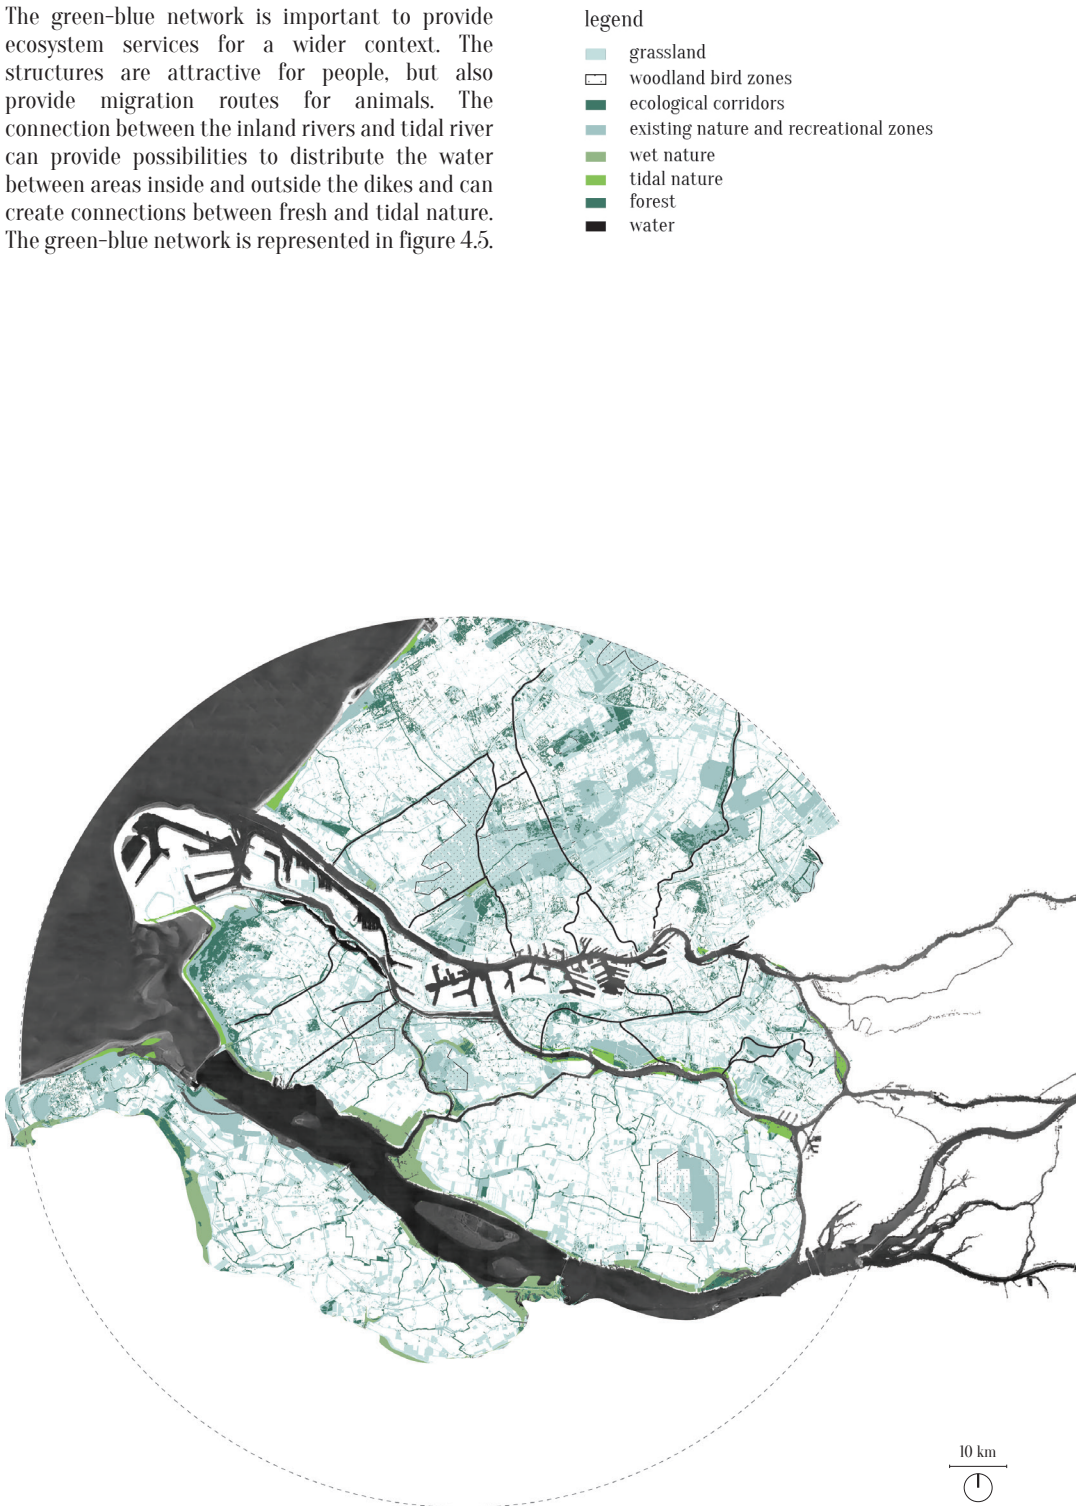 The green-blue network is important to provide
ecosystem services for a wider context. The
structures are attractive for people, but also
provide migration routes for animals. The
connection between the inland rivers and tidal river
can provide possibilities to distribute the water
between areas inside and outside the dikes and can
create connections between fresh and tidal nature.
The green-blue network is represented in figure 4.5.
legend
grassland
woodland bird zones
ecological corridors
existing nature and recreational zones
wet nature
tidal nature
forest
water
10 km